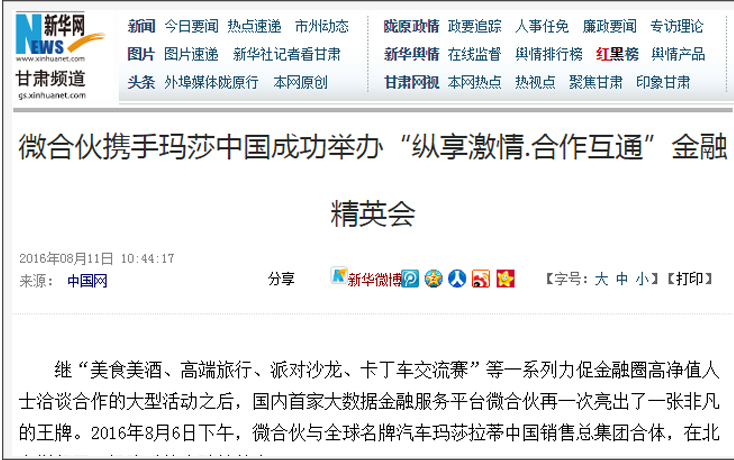 新华网
NEWS
www.xinhuanet.com
甘肃频道
gs.xinhuanet.com
新闻 今日要闻 热点速递 市州动态
图片 图片速递 新华社记者看甘肃
头条 外埠媒体陇原行 本网原创
陇原政情 政要追踪 人事任免 廉政要闻 专访理论
新华舆情 在线监督 舆情排行榜 红黑榜 舆情产品
甘肃网视 本网热点 热视点 聚焦甘肃 印象甘肃
微合伙携手玛莎中国成功举办“纵享激情.合作互通”金融
精英会
2016年08月11日 10:44:17
来源： 中国网
分享
新华微博
【字号：大 中 小】【打印】
继“美食美酒、高端旅行、派对沙龙、卡丁车交流赛”等一系列力促金融圈高净值人
士洽谈合作的大型活动之后，国内首家大数据金融服务平台微合伙再一次亮出了一张非凡
的王牌。2016年8月6日下午，微合伙与全球名牌汽车玛莎拉蒂中国销售总集团合体，在北